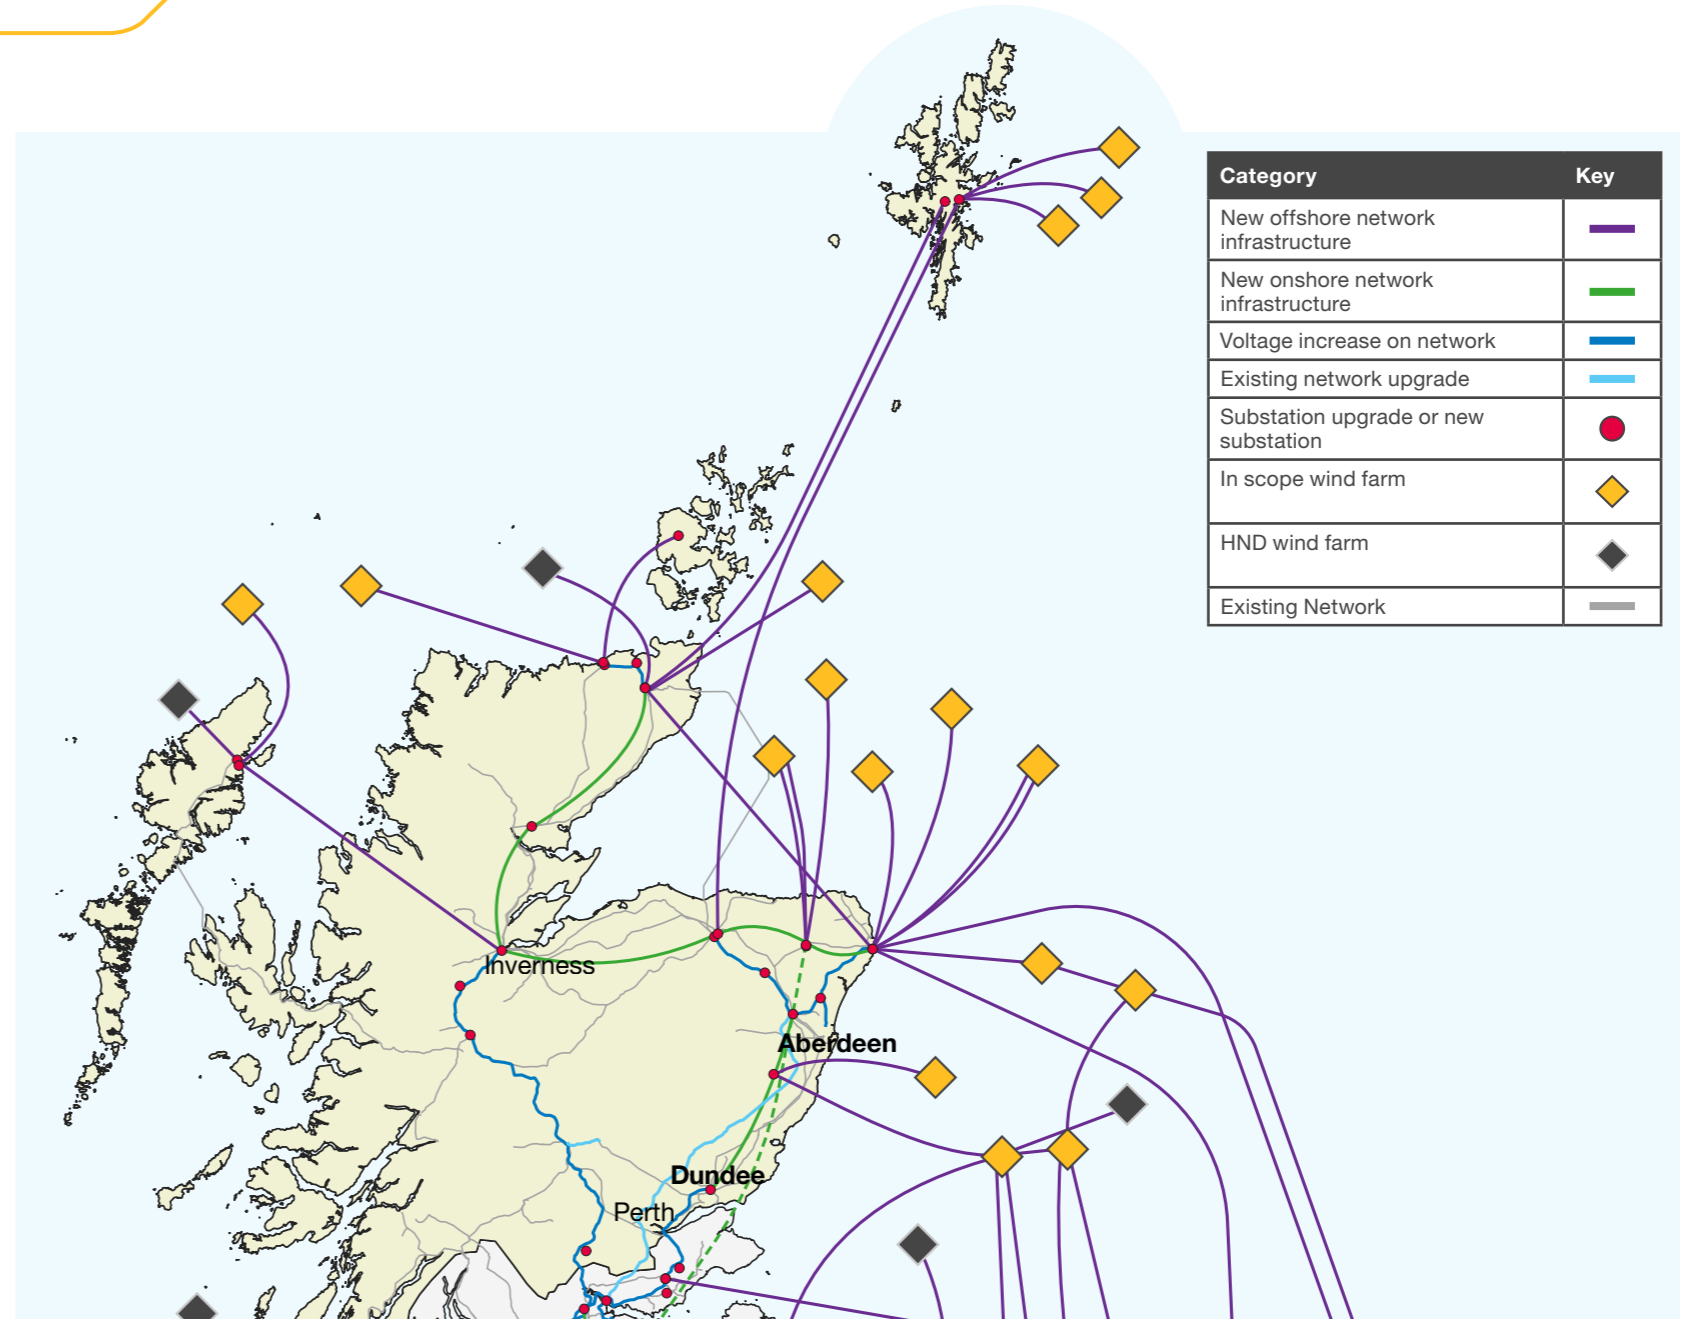 Category Key
New offshore network
infrastructure
New onshore network
infrastructure
Voltage increase on network
Existing network upgrade
Substation upgrade or new
substation
In scope wind farm
HND wind farm
Existing Network
Inverness
Aberdeen
Dundee
Perth